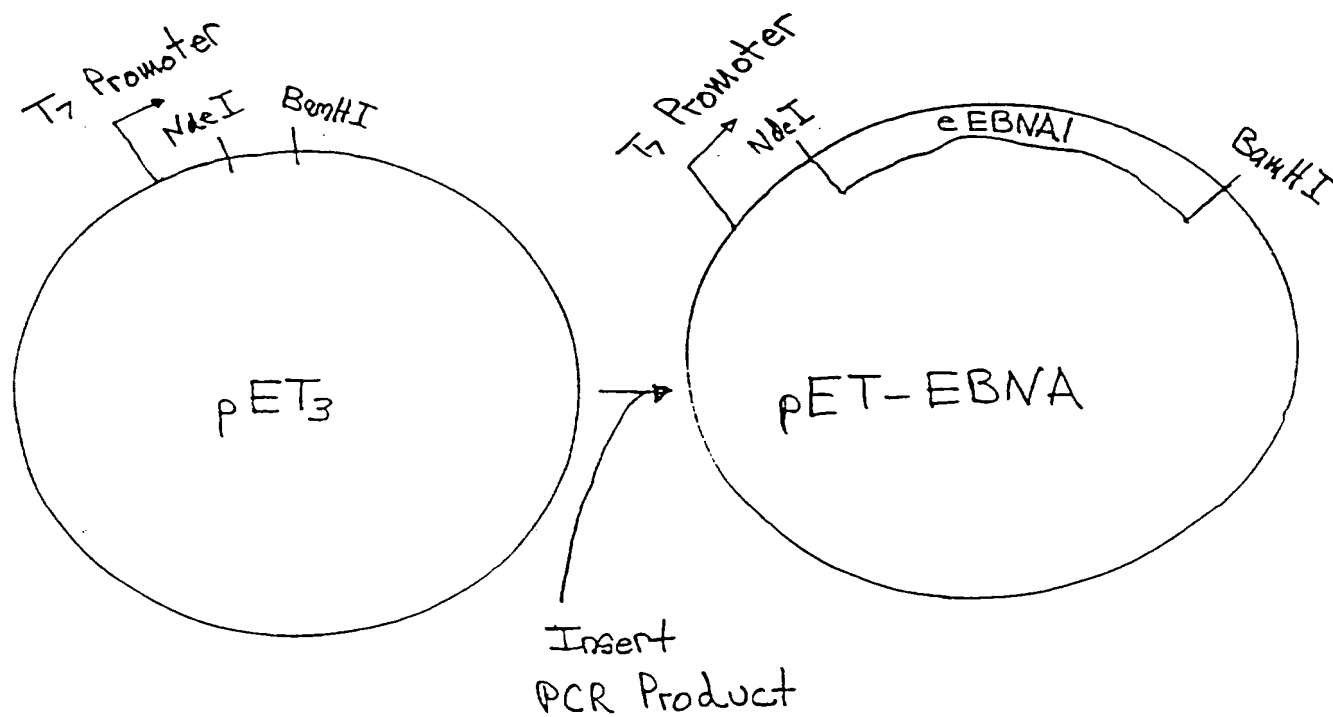 T7 Promoter
NdeI
BamHI
pET3
T7 Promoter
NdeI
eEBNA1
BamHI
pET-EBNA
Insert
PCR Product